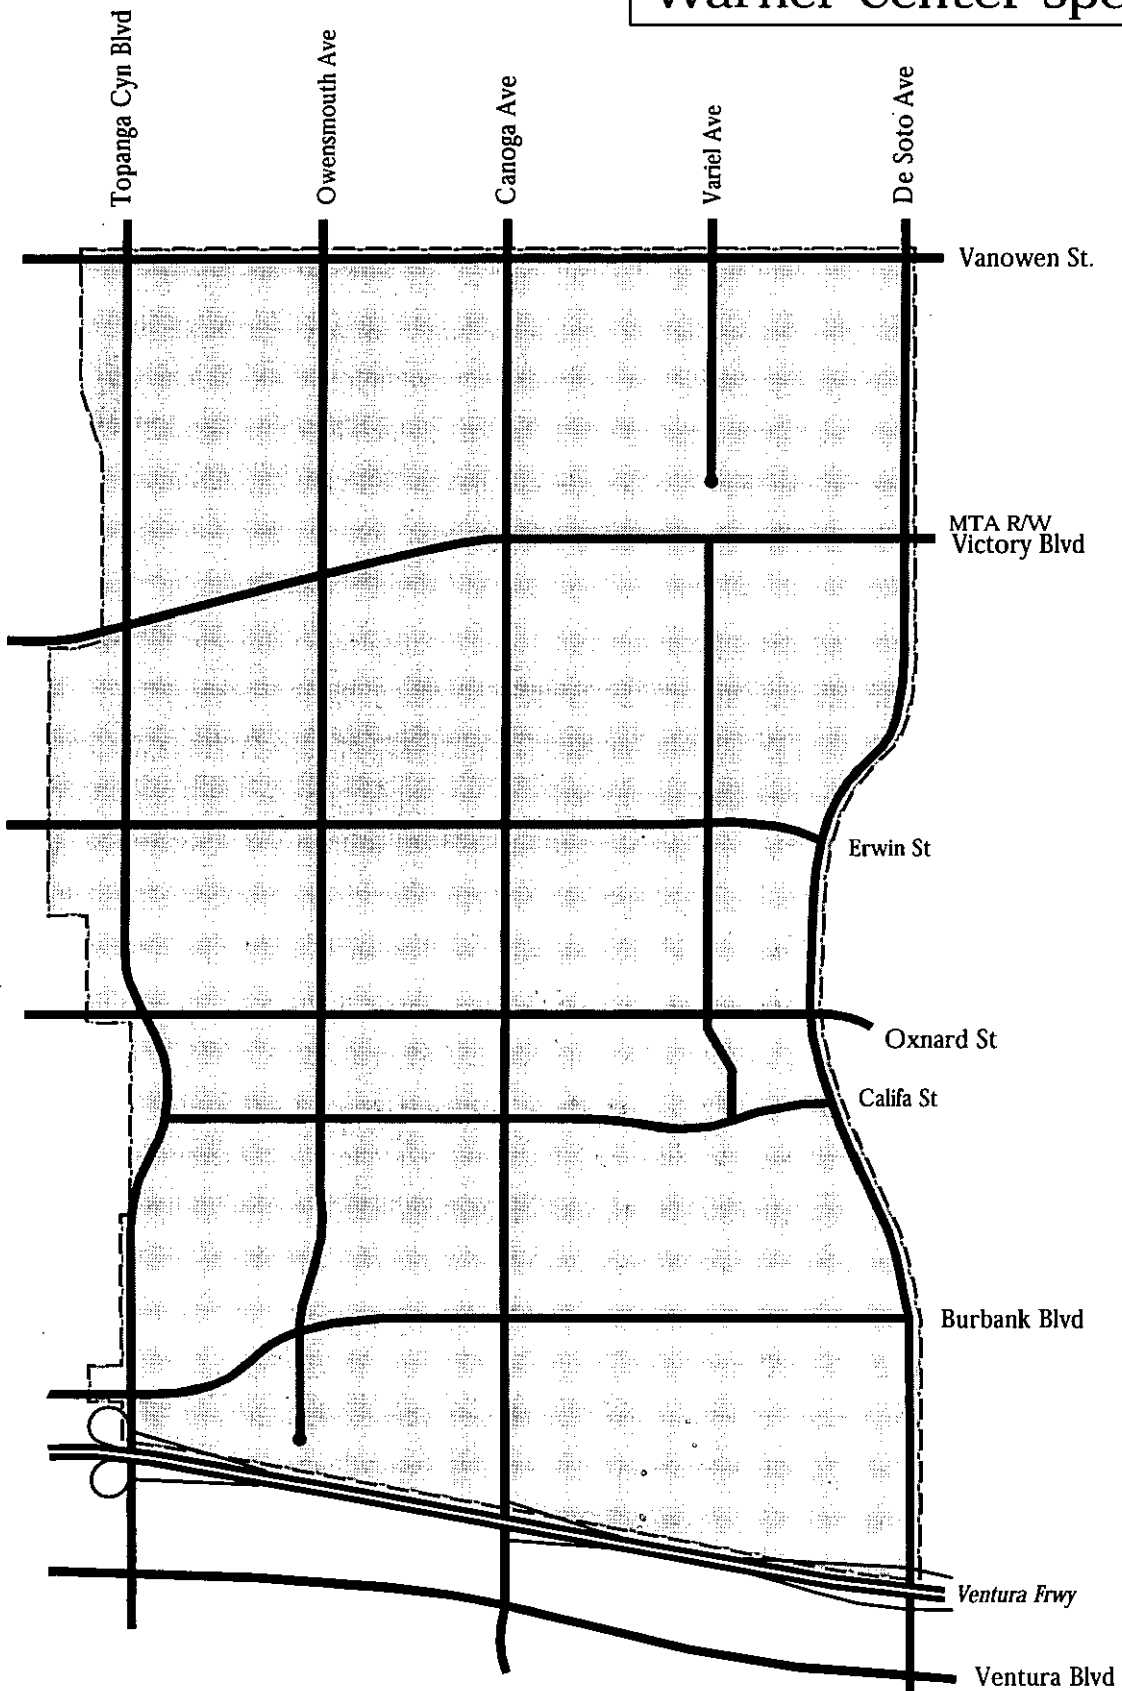 Warner Center Spe
Topanga Cyn Blvd
Owensmouth Ave
Canoga Ave
Variel Ave
De Soto Ave
Vanowen St.
MTA R/W
Victory Blvd
Erwin St
Oxnard St
Califa St
Burbank Blvd
Ventura Frwy
Ventura Blvd